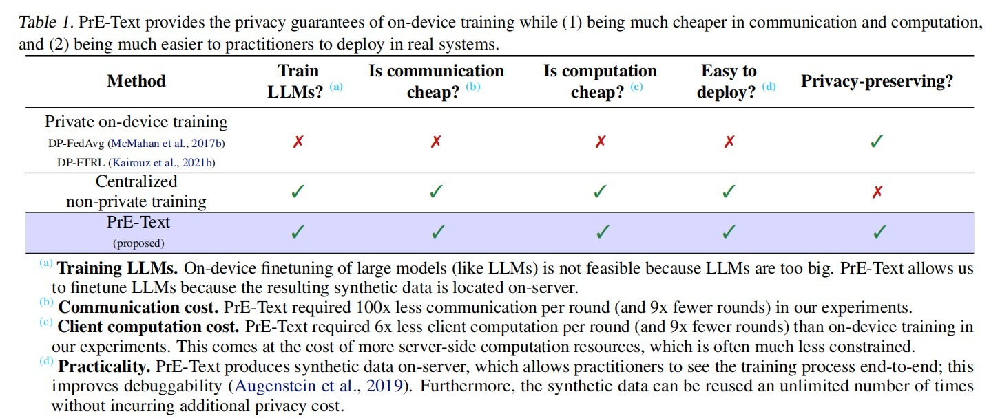 Table 1. PrE-Text provides the privacy guarantees of on-device training while (1) being much cheaper in communication and computation,
and (2) being much easier to practitioners to deploy in real systems.
Method Train LLMs? (a) Is communication cheap? (b) Is computation cheap? (c) Easy to deploy? (d) Privacy-preserving?
Private on-device training
DP-FedAvg (McMahan et al., 2017b) ✗ ✗ ✗ ✗ ✓
DP-FTRL (Kairouz et al., 2021b)
Centralized
non-private training ✓ ✓ ✓ ✓ ✗
PrE-Text
(proposed) ✓ ✓ ✓ ✓ ✓
(a) Training LLMs. On-device finetuning of large models (like LLMs) is not feasible because LLMs are too big. PrE-Text allows us
to finetune LLMs because the resulting synthetic data is located on-server.
(b) Communication cost. PrE-Text required 100x less communication per round (and 9x fewer rounds) in our experiments.
(c) Client computation cost. PrE-Text required 6x less client computation per round (and 9x fewer rounds) than on-device training in
our experiments. This comes at the cost of more server-side computation resources, which is often much less constrained.
(d) Practicality. PrE-Text produces synthetic data on-server, which allows practitioners to see the training process end-to-end; this
improves debuggability (Augenstein et al., 2019). Furthermore, the synthetic data can be reused an unlimited number of times
without incurring additional privacy cost.